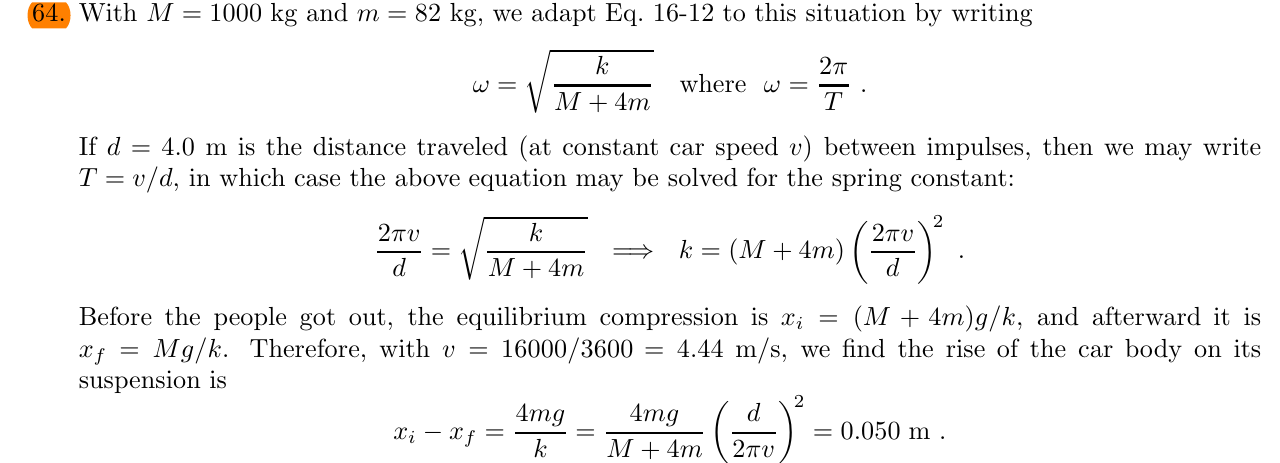 64. With M = 1000 kg and m = 82 kg, we adapt Eq. 16-12 to this situation by writing
ω = √(k/(M + 4m)) where ω = 2π/T .
If d = 4.0 m is the distance traveled (at constant car speed v) between impulses, then we may write
T = v/d, in which case the above equation may be solved for the spring constant:
2πv/d = √(k/(M + 4m)) ⟹ k = (M + 4m) (2πv/d)² .
Before the people got out, the equilibrium compression is xᵢ = (M + 4m)g/k, and afterward it is
x_f = Mg/k. Therefore, with v = 16000/3600 = 4.44 m/s, we find the rise of the car body on its
suspension is
xᵢ − x_f = 4mg/k = 4mg/(M + 4m) (d/2πv)² = 0.050 m .